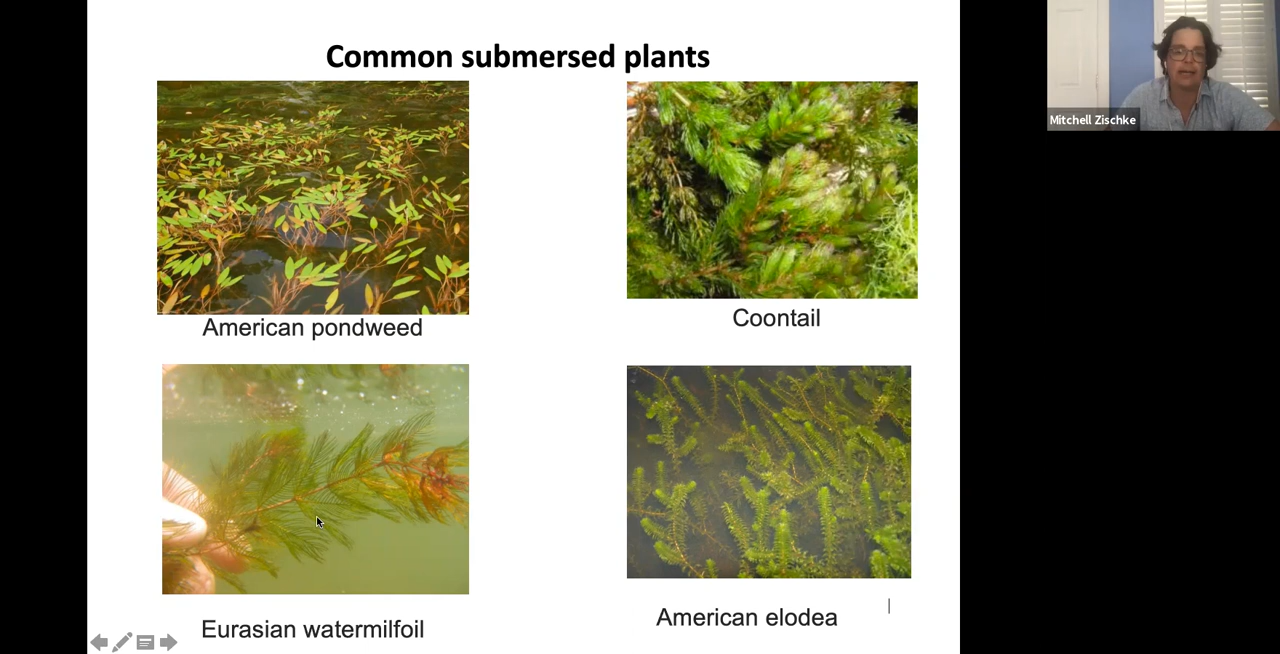 Common submersed plants
Mitchell Zischke
American pondweed
Coontail
Eurasian watermilfoil
American elodea